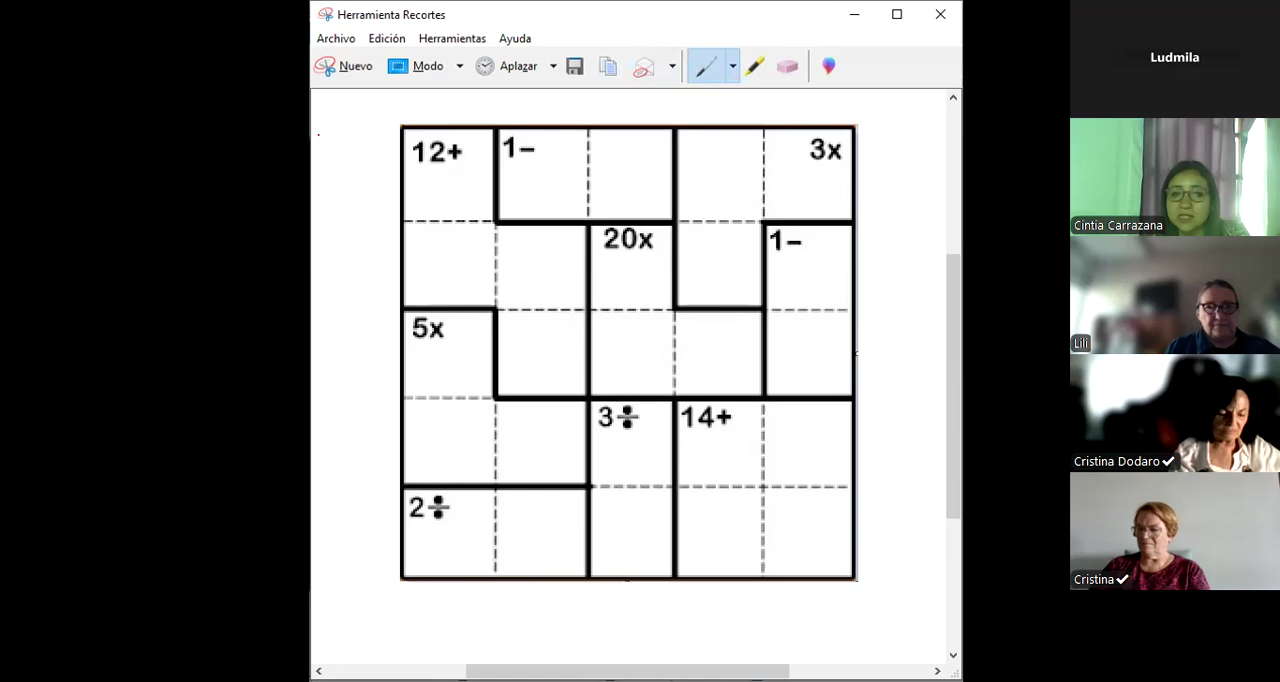 Herramienta Recortes
Archivo Edición Herramientas Ayuda
Nuevo Modo Aplazar
12+ 1− 3x
20x 1−
5x
3÷ 14+
2÷
Ludmila
Cintia Carrazana
Lili
Cristina Dodaro
Cristina